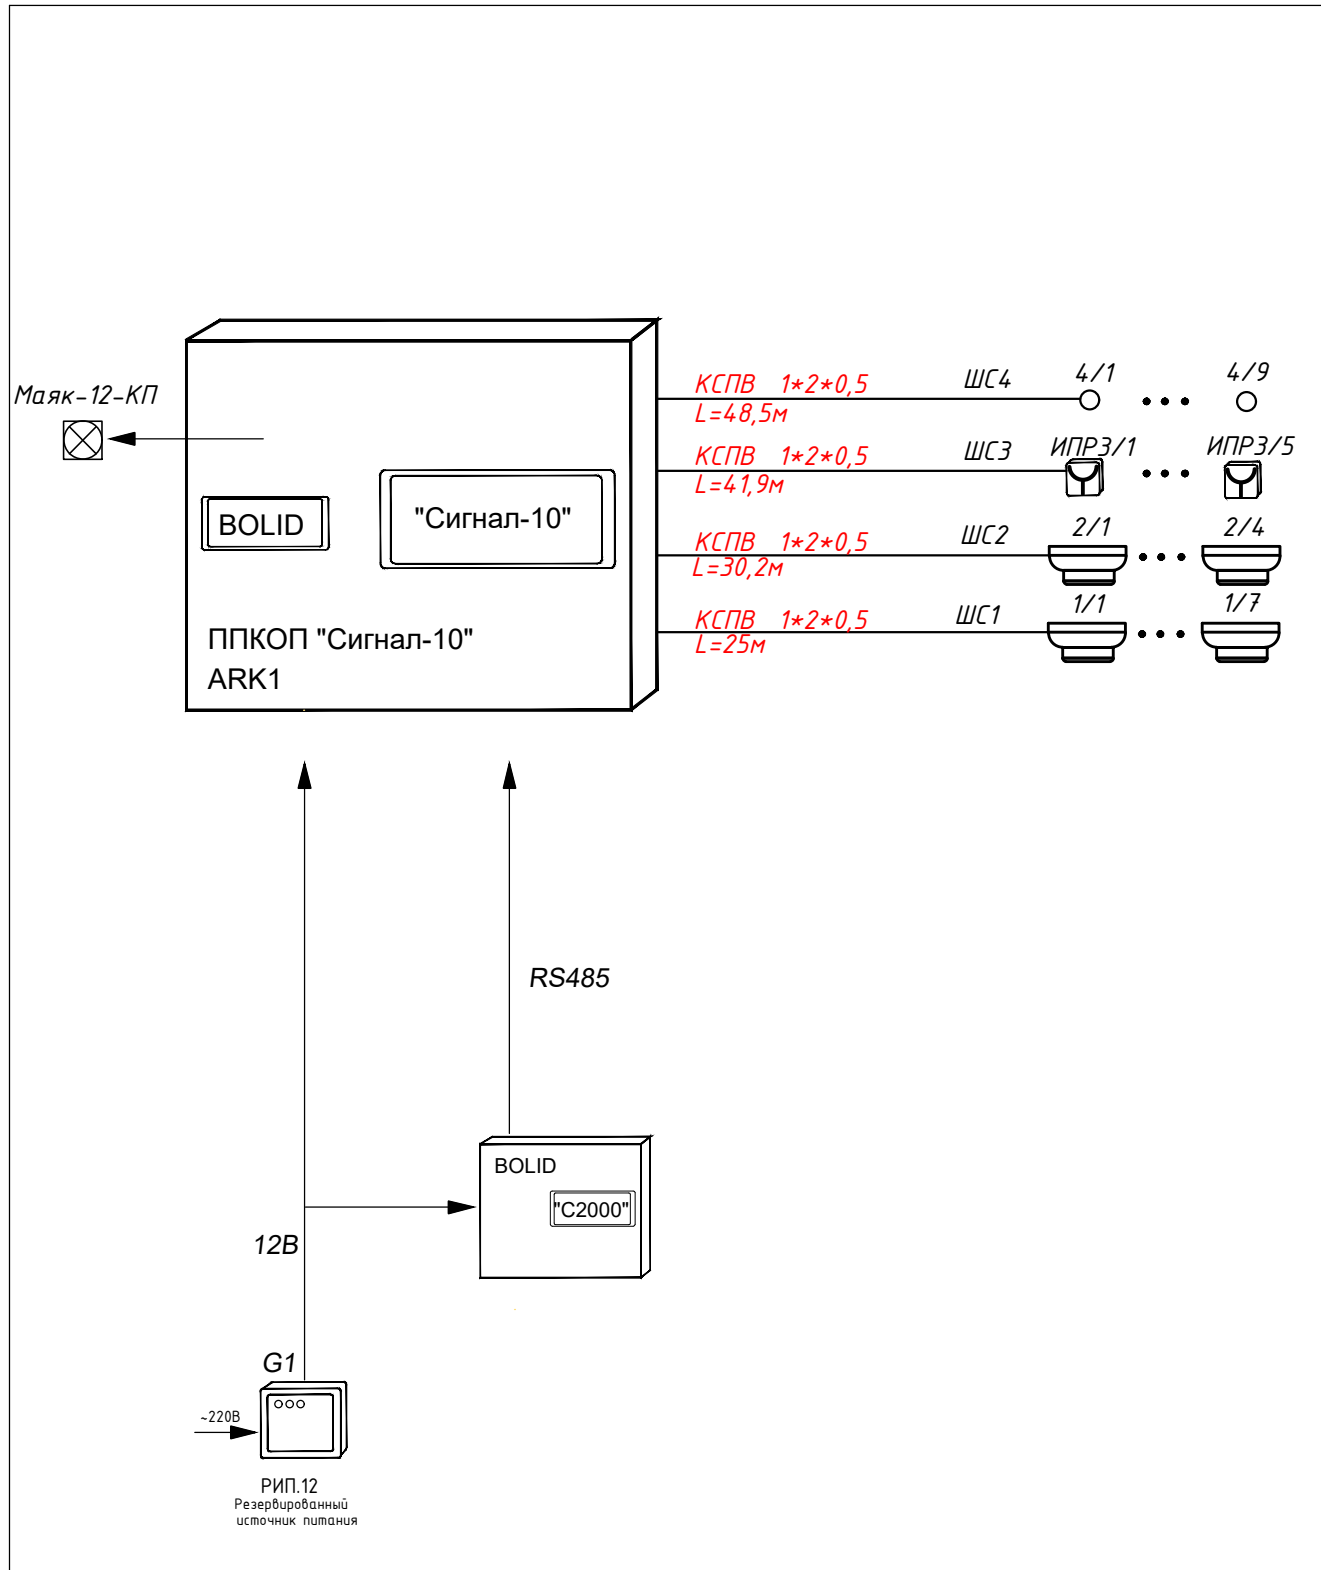 Маяк-12-КП
BOLID
"Сигнал-10"
ППКОП "Сигнал-10"
ARK1
КСПВ 1*2*0,5 ШС4 4/1 4/9
L=48,5м
КСПВ 1*2*0,5 ШС3 ИПР3/1 ИПР3/5
L=41,9м
КСПВ 1*2*0,5 ШС2 2/1 2/4
L=30,2м
КСПВ 1*2*0,5 ШС1 1/1 1/7
L=25м
RS485
BOLID
"С2000"
12В
G1
~220В
РИП.12
Резервированный
источник питания